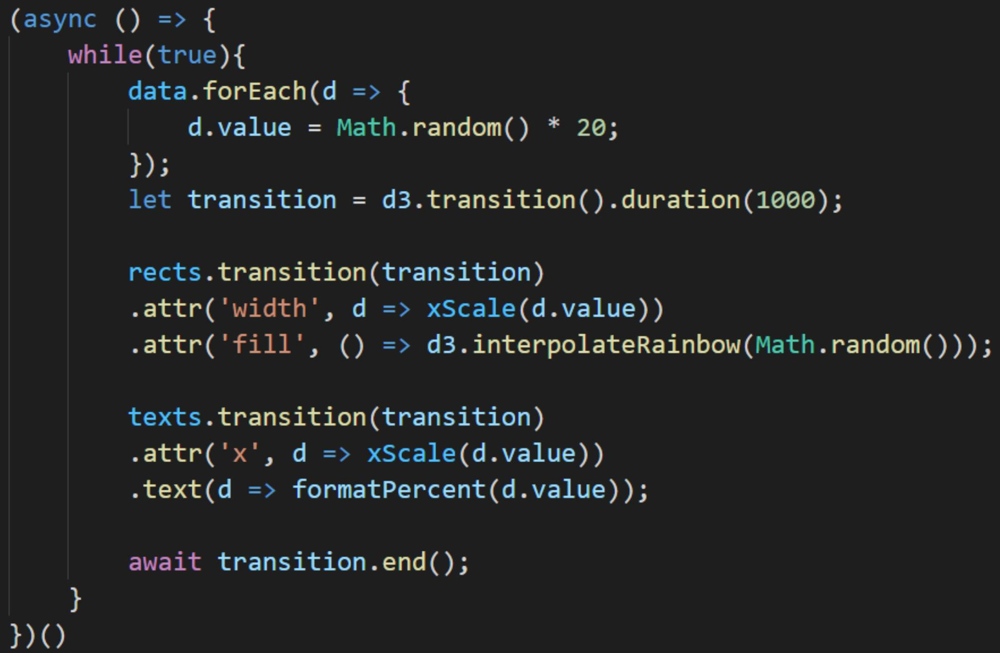 (async () => {
    while(true){
        data.forEach(d => {
            d.value = Math.random() * 20;
        });
        let transition = d3.transition().duration(1000);

        rects.transition(transition)
        .attr('width', d => xScale(d.value))
        .attr('fill', () => d3.interpolateRainbow(Math.random()));

        texts.transition(transition)
        .attr('x', d => xScale(d.value))
        .text(d => formatPercent(d.value));

        await transition.end();
    }
})()